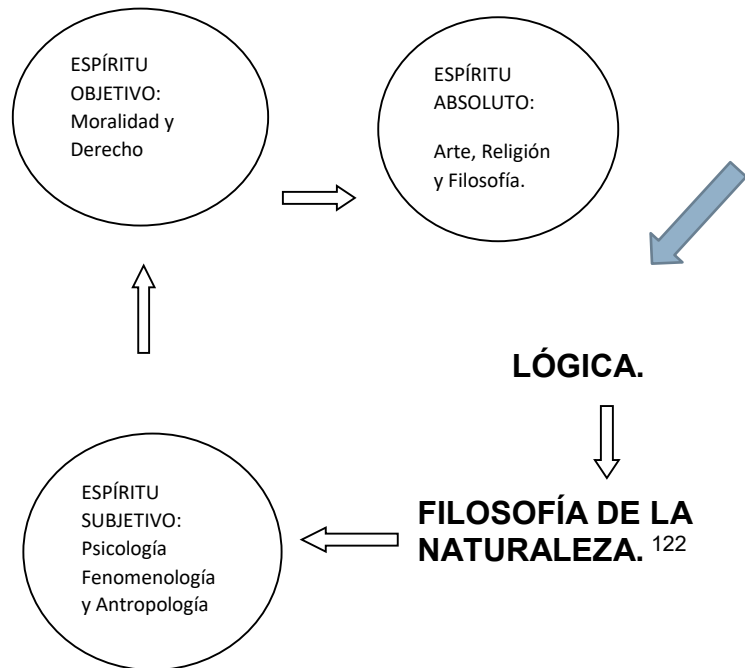 ESPÍRITU
OBJETIVO:
Moralidad y
Derecho
ESPÍRITU
ABSOLUTO:
Arte, Religión
y Filosofía.
LÓGICA.
FILOSOFÍA DE LA
NATURALEZA. 122
ESPÍRITU
SUBJETIVO:
Psicología
Fenomenología
y Antropología